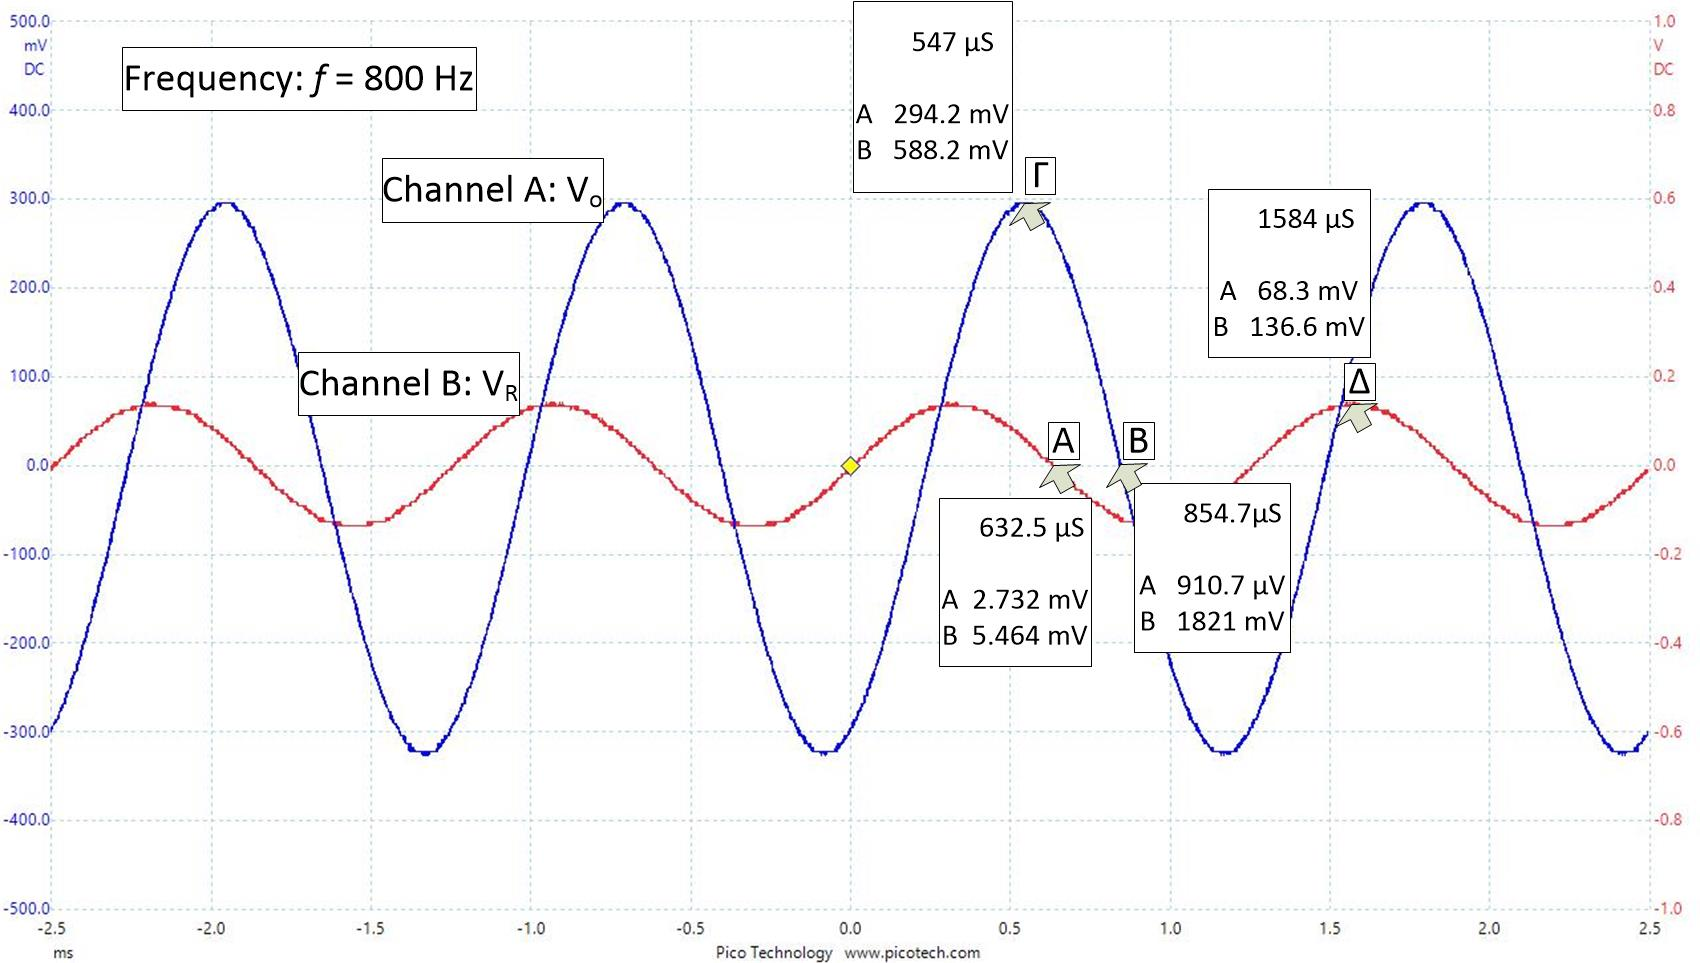 500.0
mV
DC
400.0
300.0
200.0
100.0
0.0
-100.0
-200.0
-300.0
-400.0
-500.0
Frequency: f = 800 Hz
Channel A: Vo
Channel B: VR
547 µS
A 294.2 mV
B 588.2 mV
Γ
1584 µS
A 68.3 mV
B 136.6 mV
Δ
A
B
632.5 µS
A 2.732 mV
B 5.464 mV
854.7µS
A 910.7 µV
B 1821 mV
1.0
V
DC
0.8
0.6
0.4
0.2
0.0
-0.2
-0.4
-0.6
-0.8
-1.0
-2.5 -2.0 -1.5 -1.0 -0.5 0.0 0.5 1.0 1.5 2.0 2.5
ms
Pico Technology www.picotech.com